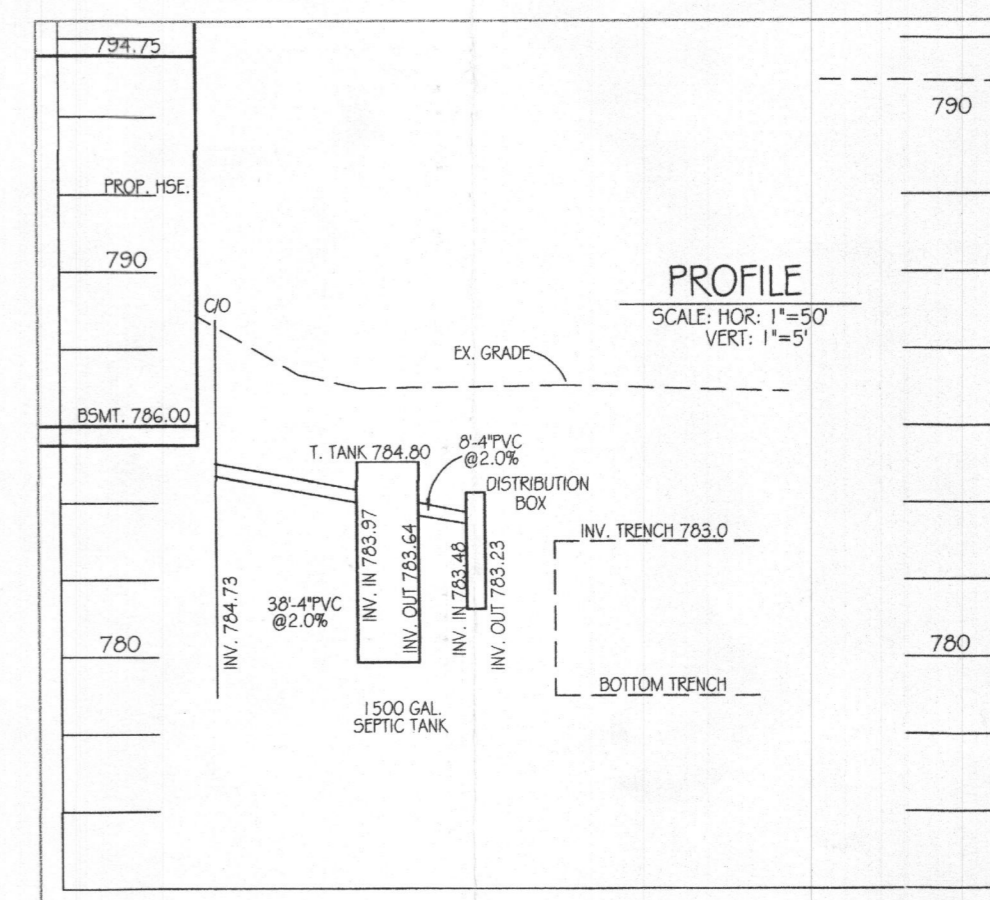 794.75
790
PROP. HSE.
790
PROFILE
SCALE: HOR: 1"=50'
VERT: 1"=5'
C/O
EX. GRADE
BSMT. 786.00
T. TANK 784.80
8'-4"PVC
@2.0%
DISTRIBUTION
BOX
INV. TRENCH 783.0
INV. IN 783.97
INV. OUT 783.64
INV. IN 783.48
INV. OUT 783.23
INV. 784.73
38'-4"PVC
@2.0%
780
780
BOTTOM TRENCH
1500 GAL.
SEPTIC TANK